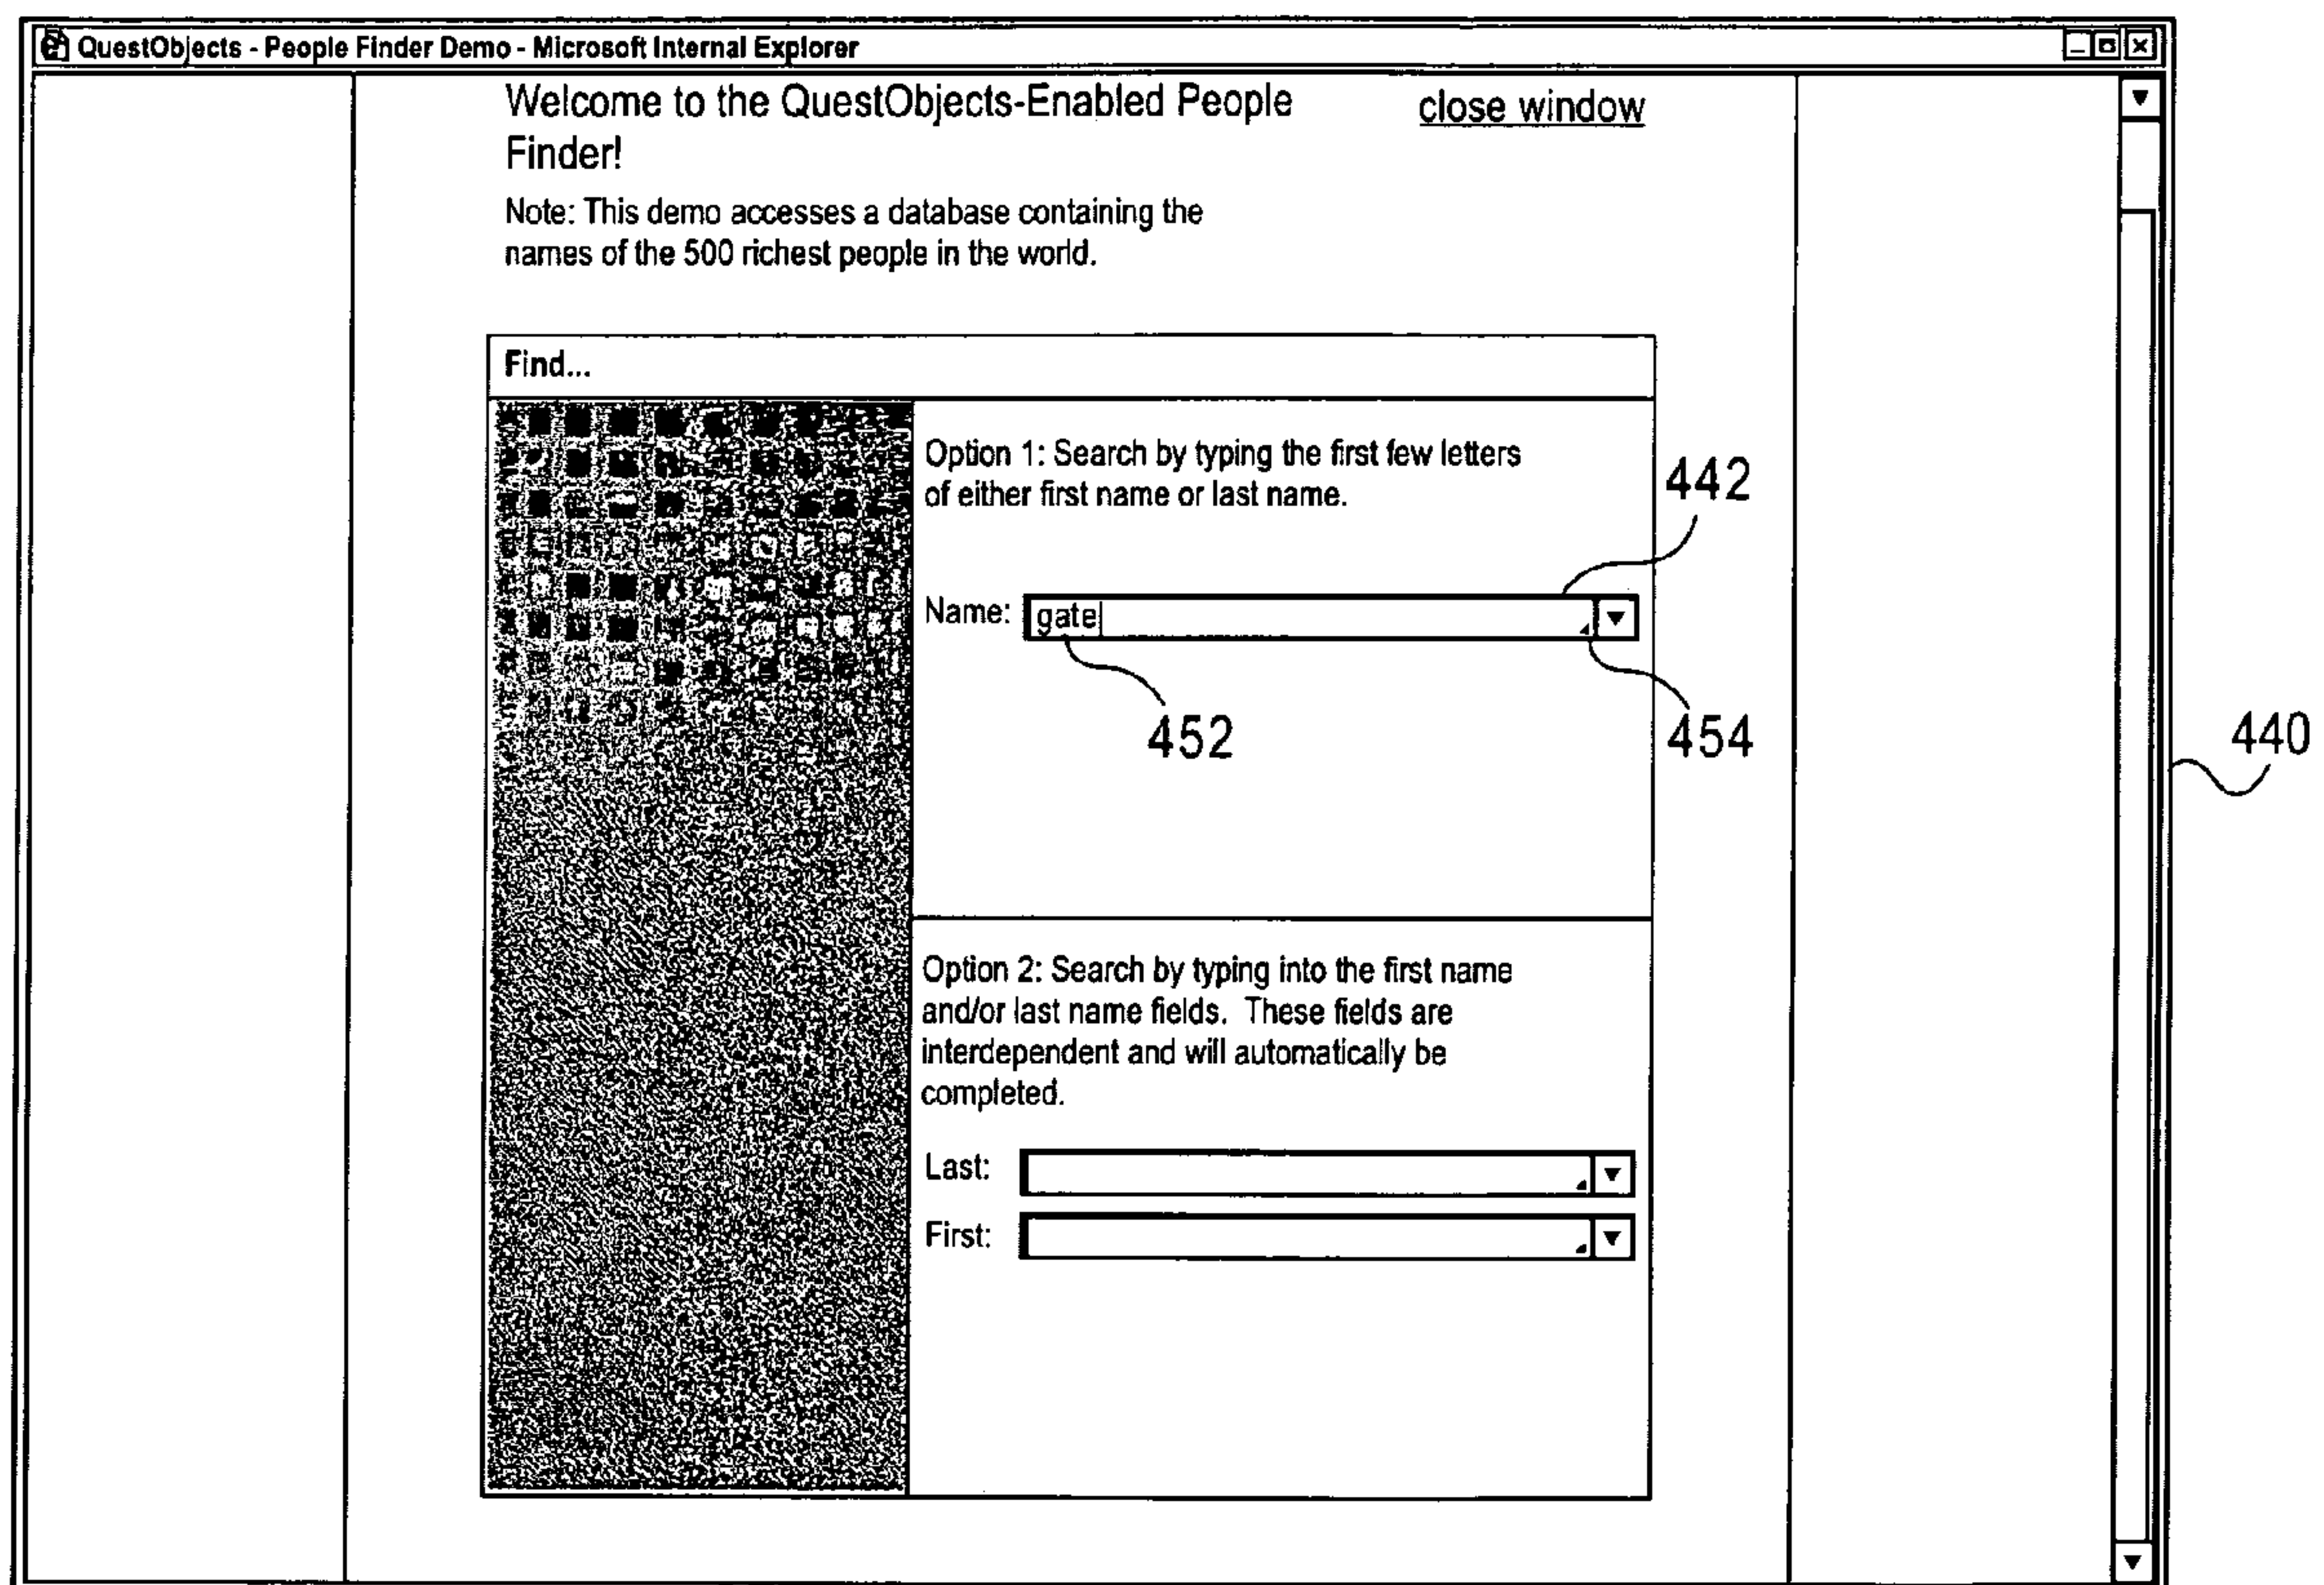 QuestObjects - People Finder Demo - Microsoft Internal Explorer
Welcome to the QuestObjects-Enabled People
Finder!
close window
Note: This demo accesses a database containing the
names of the 500 richest people in the world.
Find...
Option 1: Search by typing the first few letters
of either first name or last name.
442
Name: gate
452
454
440
Option 2: Search by typing into the first name
and/or last name fields. These fields are
interdependent and will automatically be
completed.
Last:
First: